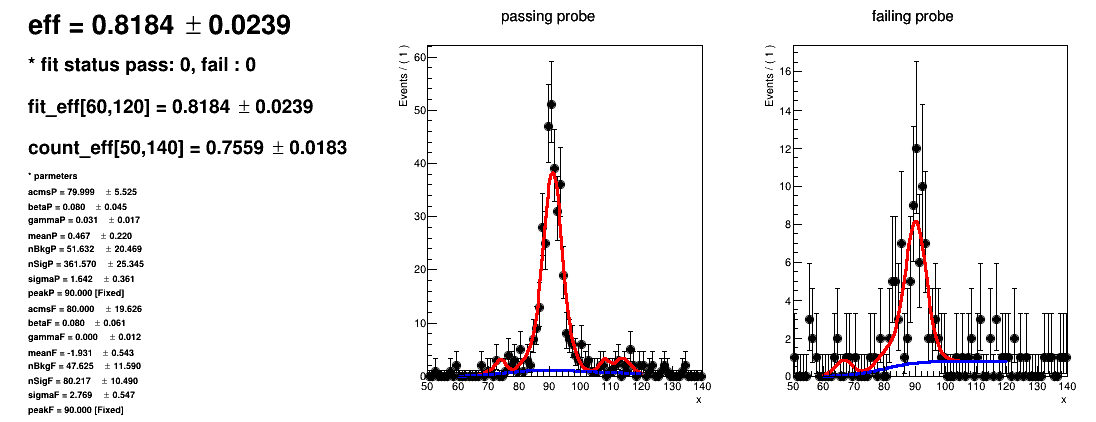 eff = 0.8184 ± 0.0239
* fit status pass: 0, fail : 0
fit_eff[60,120] = 0.8184 ± 0.0239
count_eff[50,140] = 0.7559 ± 0.0183
* parmeters
acmsP = 79.999 ± 5.525
betaP = 0.080 ± 0.045
gammaP = 0.031 ± 0.017
meanP = 0.467 ± 0.220
nBkgP = 51.632 ± 20.469
nSigP = 361.570 ± 25.345
sigmaP = 1.642 ± 0.361
peakP = 90.000 [Fixed]
acmsF = 80.000 ± 19.626
betaF = 0.080 ± 0.061
gammaF = 0.000 ± 0.012
meanF = -1.931 ± 0.543
nBkgF = 47.625 ± 11.590
nSigF = 80.217 ± 10.490
sigmaF = 2.769 ± 0.547
peakF = 90.000 [Fixed]
passing probe
Events / ( 1 )
60
50
40
30
20
10
0
50 60 70 80 90 100 110 120 130 140
x
failing probe
Events / ( 1 )
16
14
12
10
8
6
4
2
0
50 60 70 80 90 100 110 120 130 140
x